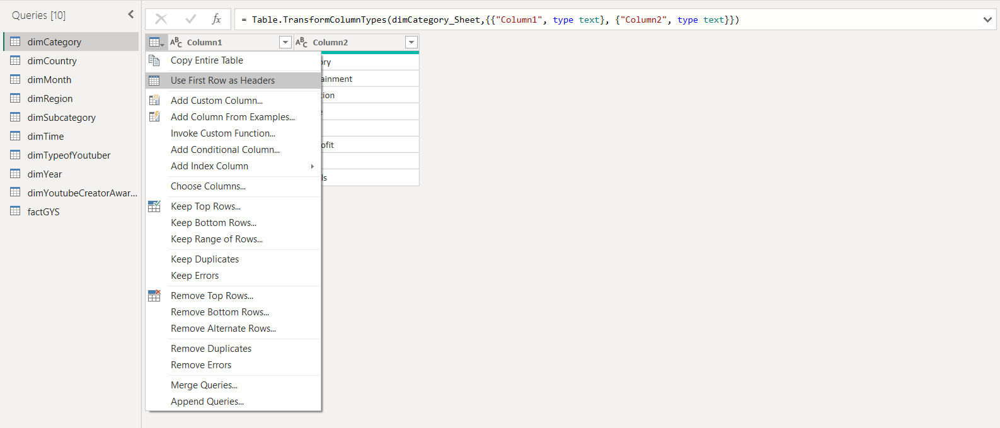 Queries [10]
dimCategory
dimCountry
dimMonth
dimRegion
dimSubcategory
dimTime
dimTypeofYoutuber
dimYear
dimYoutubeCreatorAwar...
factGYS
fx
= Table.TransformColumnTypes(dimCategory_Sheet,{{"Column1", type text}, {"Column2", type text}})
ABC Column1
ABC Column2
Copy Entire Table
Use First Row as Headers
Add Custom Column...
Add Column From Examples...
Invoke Custom Function...
Add Conditional Column...
Add Index Column
Choose Columns...
Keep Top Rows...
Keep Bottom Rows...
Keep Range of Rows...
Keep Duplicates
Keep Errors
Remove Top Rows...
Remove Bottom Rows...
Remove Alternate Rows...
Remove Duplicates
Remove Errors
Merge Queries...
Append Queries...
ory
ainment
tion
e
ofit
ls